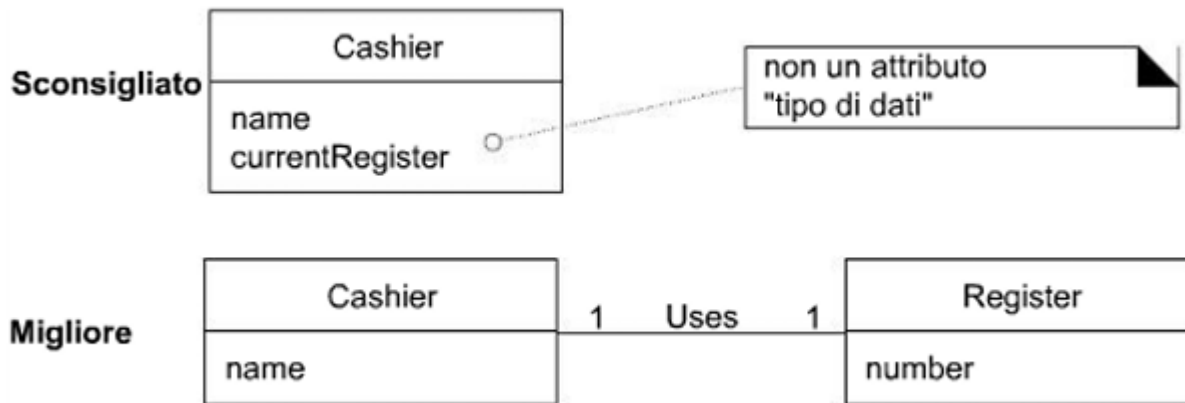 Cashier
Sconsigliato
name
currentRegister
non un attributo
"tipo di dati"
Migliore
Cashier
name
1 Uses 1
Register
number